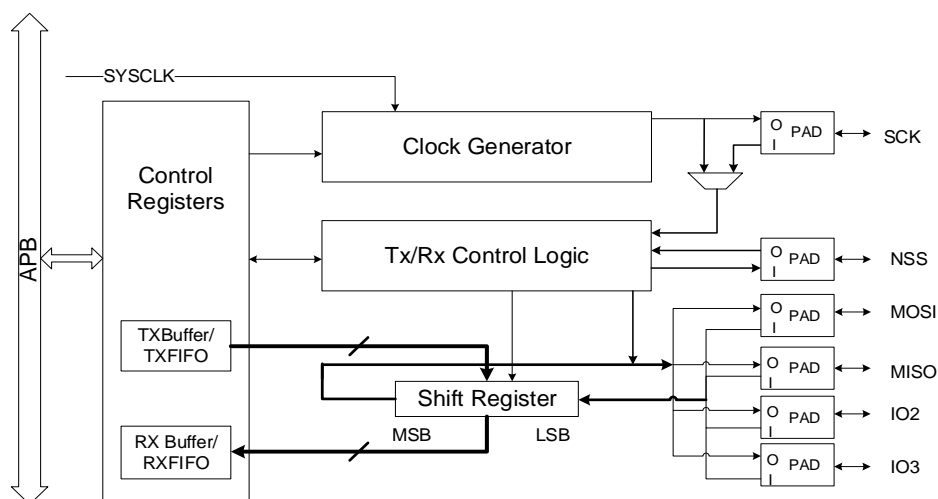 SYSCLK
APB
Control
Registers
Clock Generator
O
I
PAD
SCK
Tx/Rx Control Logic
O
I
PAD
NSS
O
I
PAD
MOSI
TXBuffer/
TXFIFO
O
I
PAD
MISO
Shift Register
MSB
LSB
O
I
PAD
IO2
RX Buffer/
RXFIFO
O
I
PAD
IO3